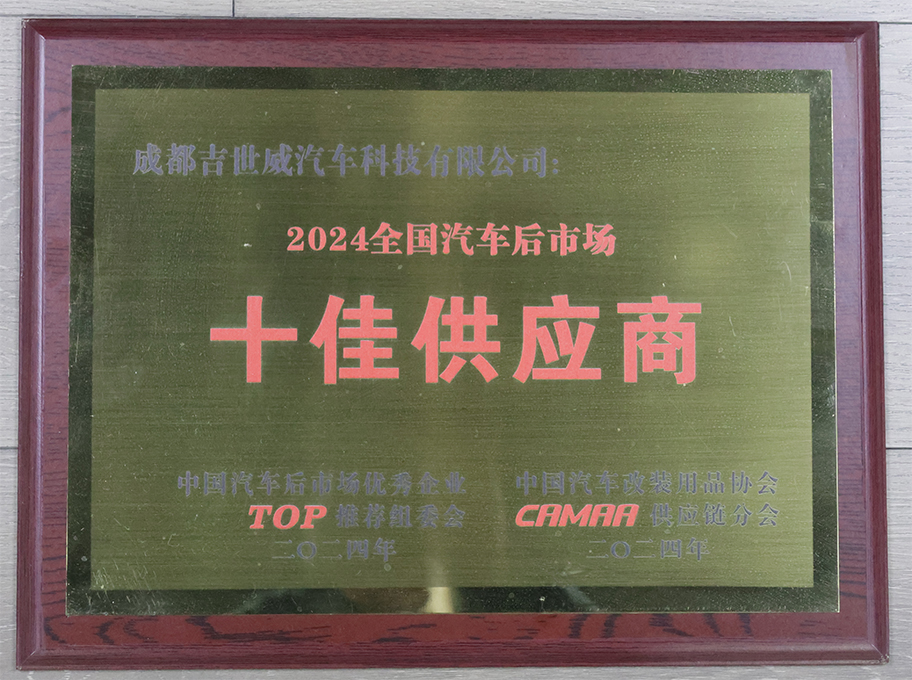 成都吉世威汽车科技有限公司:
2024全国汽车后市场
十佳供应商
中国汽车后市场优秀企业
TOP 推荐组委会
二〇二四年
中国汽车改装用品协会
CAMAA 供应链分会
二〇二四年